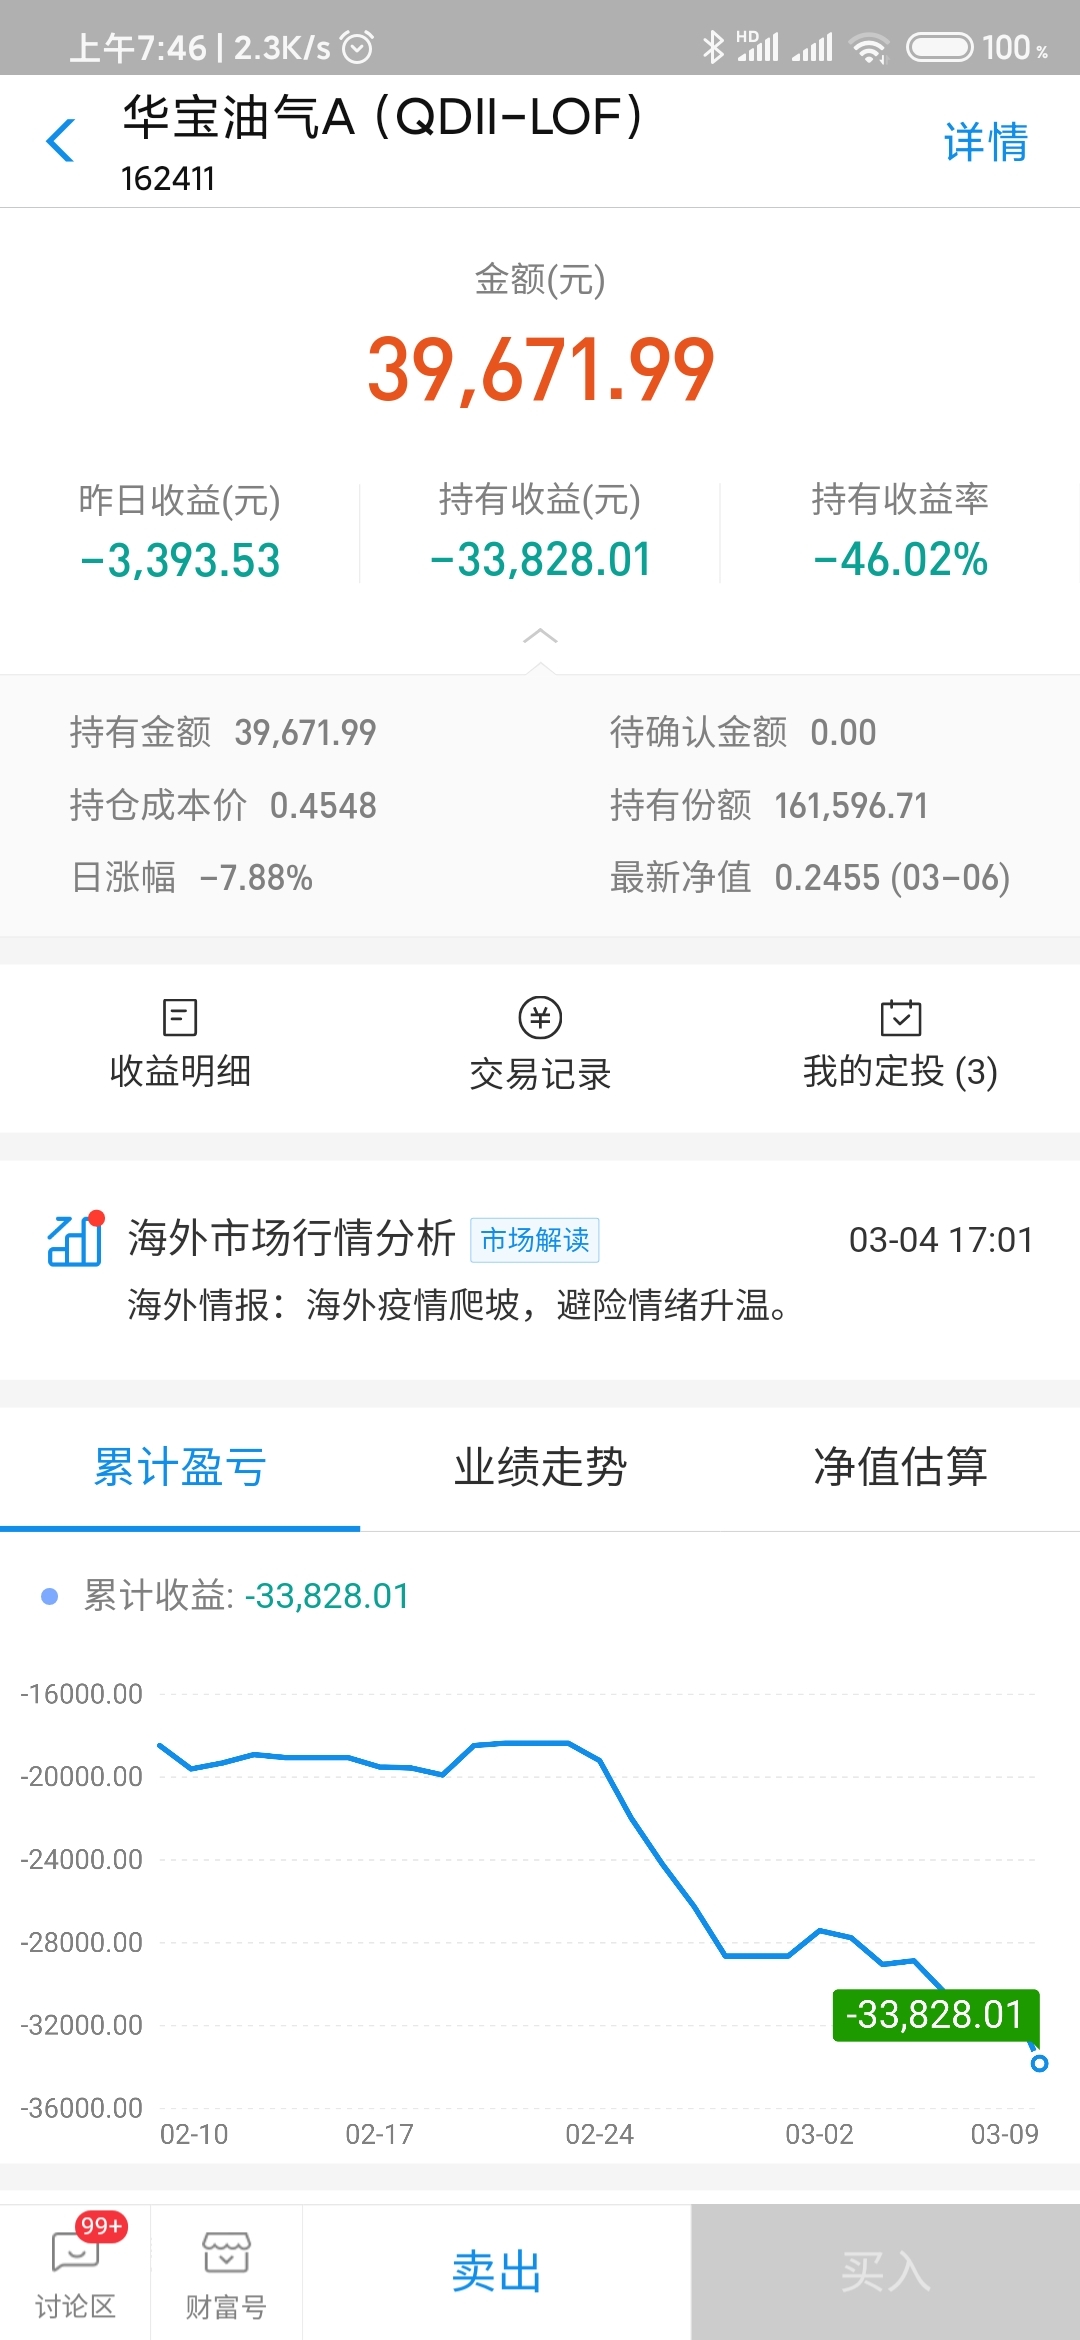 上午7:46 | 2.3K/s HD 100 %
华宝油气A（QDII-LOF）
162411
详情
金额(元)
39,671.99
昨日收益(元) 持有收益(元) 持有收益率
-3,393.53 -33,828.01 -46.02%
持有金额 39,671.99 待确认金额 0.00
持仓成本价 0.4548 持有份额 161,596.71
日涨幅 -7.88% 最新净值 0.2455 (03-06)
收益明细 交易记录 我的定投 (3)
海外市场行情分析 市场解读 03-04 17:01
海外情报：海外疫情爬坡，避险情绪升温。
累计盈亏 业绩走势 净值估算
累计收益: -33,828.01
-16000.00
-20000.00
-24000.00
-28000.00
-32000.00
-33,828.01
-36000.00
02-10 02-17 02-24 03-02 03-09
99+
讨论区 财富号 卖出 买入